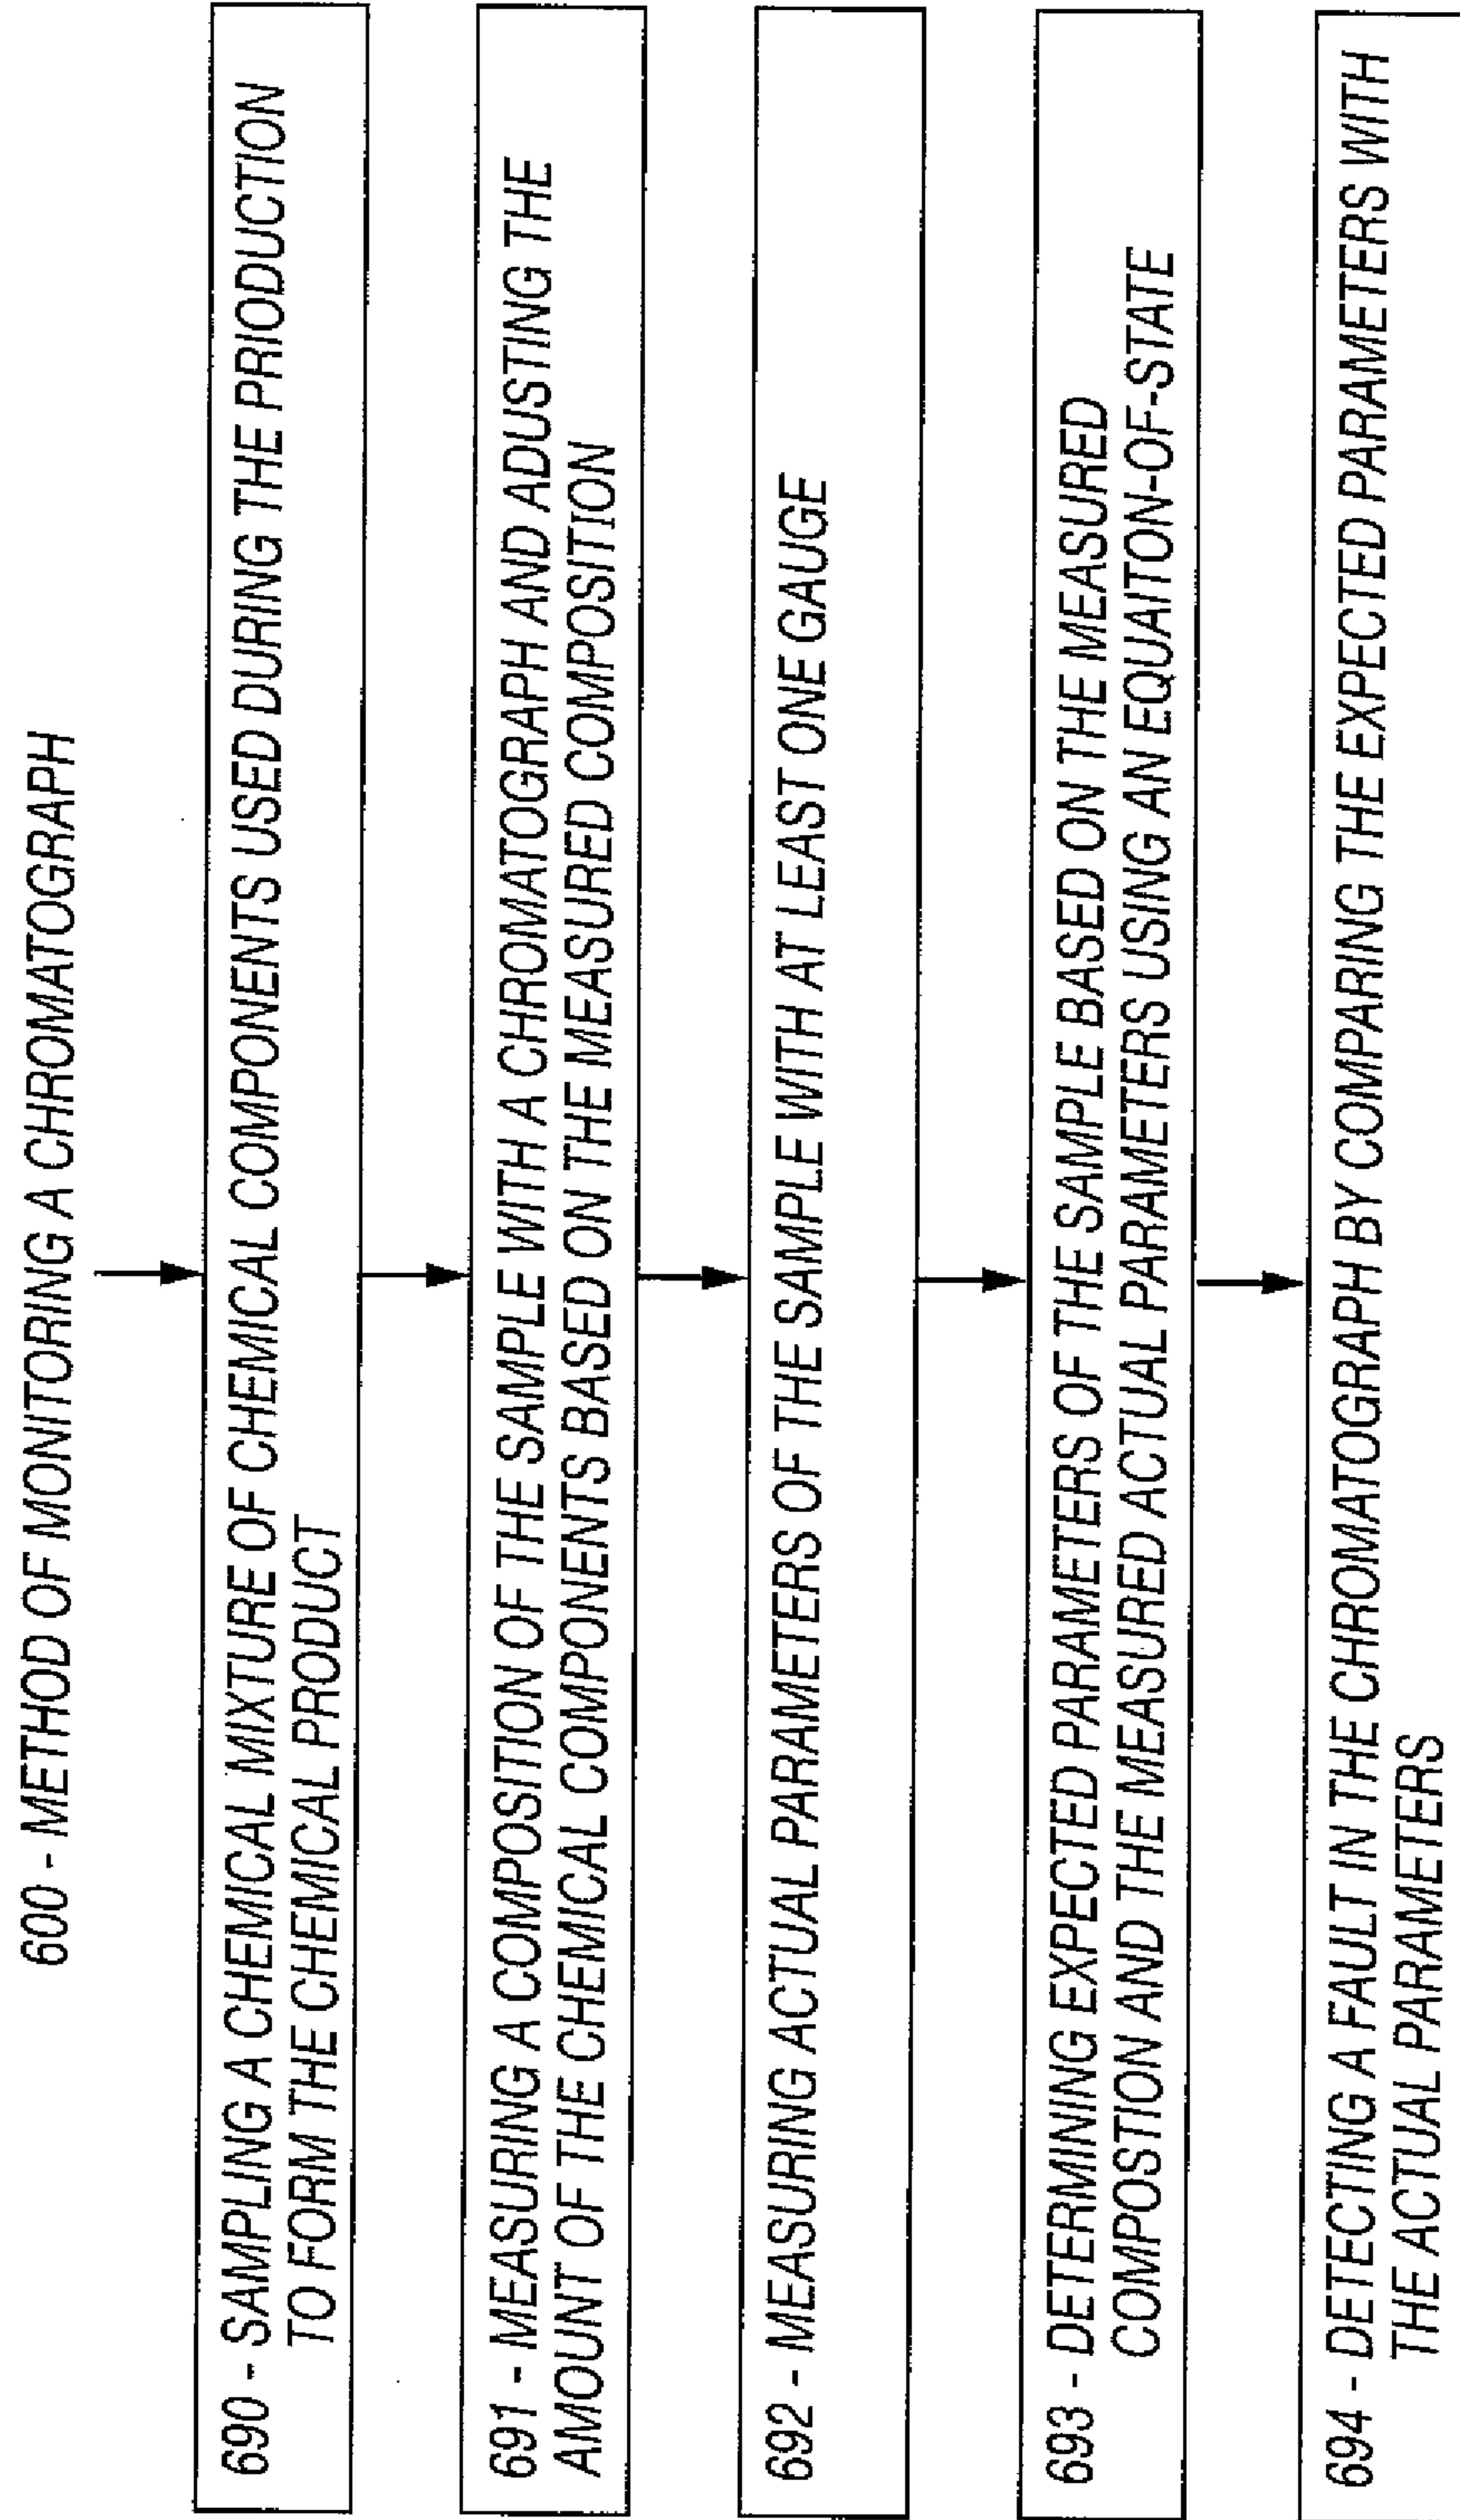 600 - METHOD OF MONITORING A CHROMATOGRAPH
690 - SAMPLING A CHEMICAL MIXTURE OF CHEMICAL COMPONENTS USED DURING THE PRIODUCTION
TO FORM THE CHEMICAL PRODUCT
691 - MEASURING A COMPOSITION OF THE SAMPLE WITH A CHROMATOGRAPH AND ADUSTING THE
AMOUNT OF THE CHEMICAL COMPONENTS BASED ON THE MEASURED COMPOSITION
692 - MEASURING ACTUAL PARAMETERS OF THE SAMPLE WITH AT LEAST ONE GAUGE
693 - DETERMINING EXPECTED PARAMETERS OF THE SAMPLE BASED ON THE MEASURED
COMPOSTION AND THE MEASURED ACTUAL PARAMETERS USING AN EQUAITON-OF-STATE
694 - DETECTING A FAULT IN THE CHROMATOGRAPH BY COMPARING THE EXPECTED PARAMETERS WITH
THE ACTUAL PARAMETERS